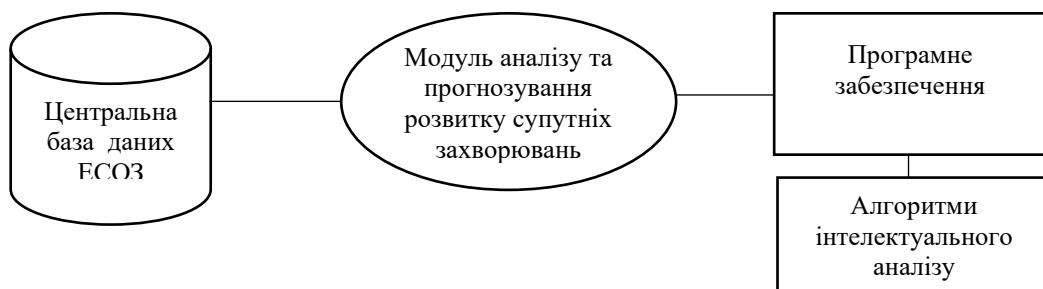 Центральна
база даних
ЕСОЗ
Модуль аналізу та
прогнозування
розвитку супутніх
захворювань
Програмне
забезпечення
Алгоритми
інтелектуального
аналізу